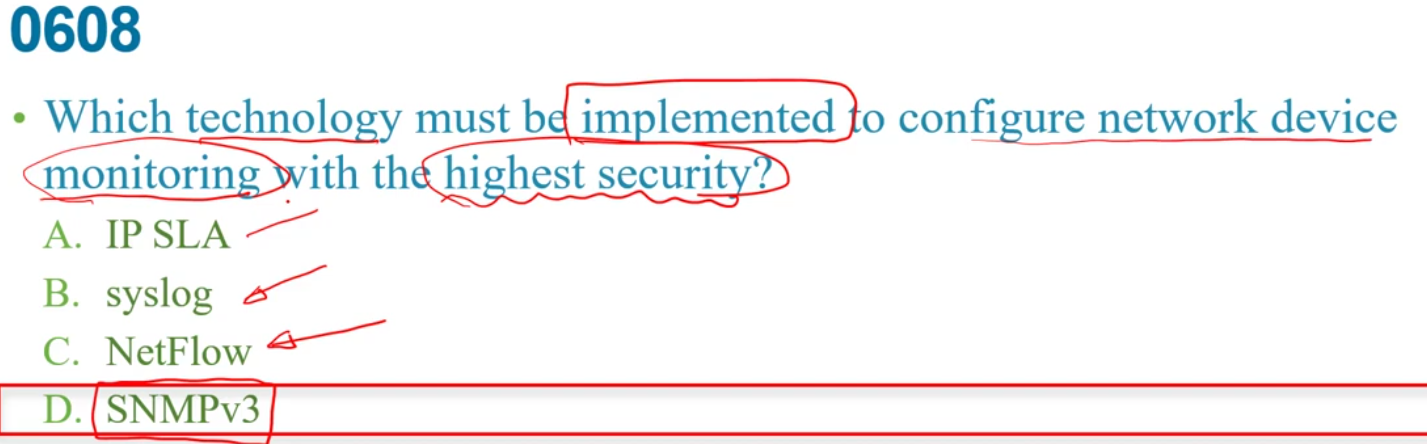 0608
• Which technology must be implemented to configure network device
monitoring with the highest security?
A. IP SLA
B. syslog
C. NetFlow
D. SNMPv3